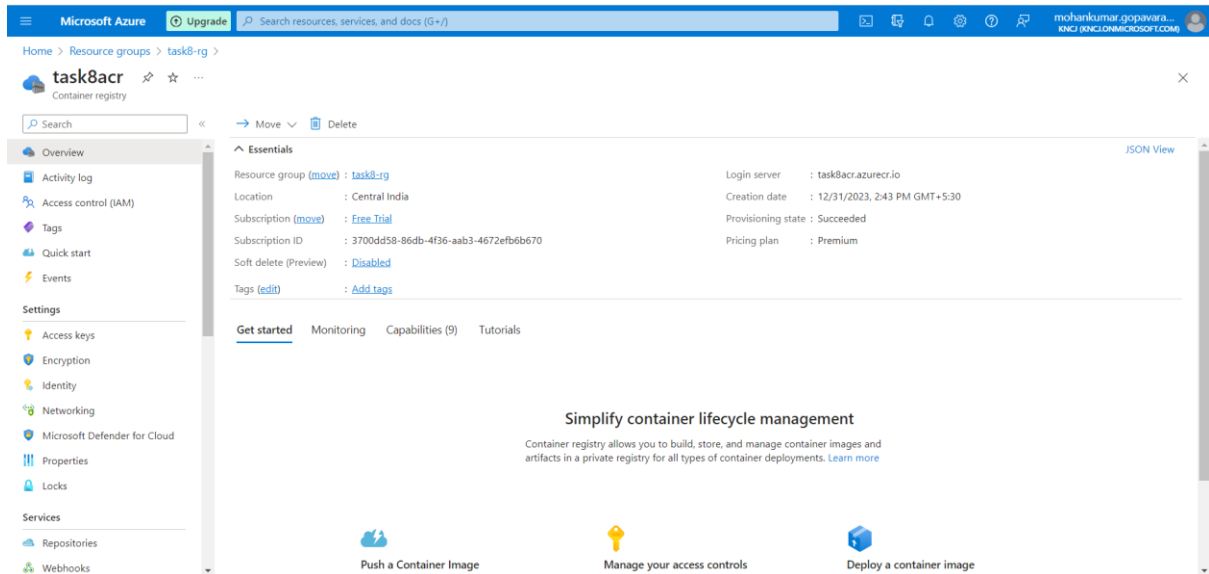 Microsoft Azure
Upgrade
Search resources, services, and docs (G+/)
mohankumar.gopavara...
KNCJ (KNCJ.ONMICROSOFT.COM)
Home > Resource groups > task8-rg >
task8acr
Container registry
Search
Move
Delete
Overview
Activity log
Access control (IAM)
Tags
Quick start
Events
Settings
Access keys
Encryption
Identity
Networking
Microsoft Defender for Cloud
Properties
Locks
Services
Repositories
Webhooks
Essentials
JSON View
Resource group (move) : task8-rg
Location : Central India
Subscription (move) : Free Trial
Subscription ID : 3700dd58-86db-4f36-aab3-4672efb6b670
Soft delete (Preview) : Disabled
Tags (edit) : Add tags
Login server : task8acr.azurecr.io
Creation date : 12/31/2023, 2:43 PM GMT+5:30
Provisioning state : Succeeded
Pricing plan : Premium
Get started Monitoring Capabilities (9) Tutorials
Simplify container lifecycle management
Container registry allows you to build, store, and manage container images and
artifacts in a private registry for all types of container deployments. Learn more
Push a Container Image
Manage your access controls
Deploy a container image